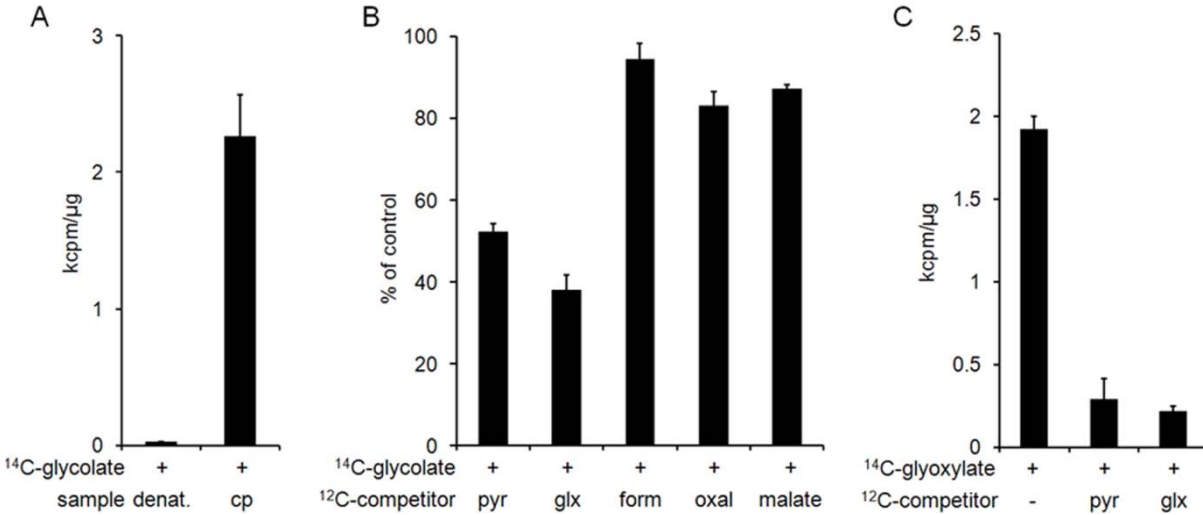 A
3
2
1
0
kcpm/µg
¹⁴C-glycolate + +
sample denat. cp
B
100
80
60
40
20
0
% of control
¹⁴C-glycolate + + + + +
¹²C-competitor pyr glx form oxal malate
C
2.5
2
1.5
1
0.5
0
kcpm/µg
¹⁴C-glyoxylate + + +
¹²C-competitor - pyr glx